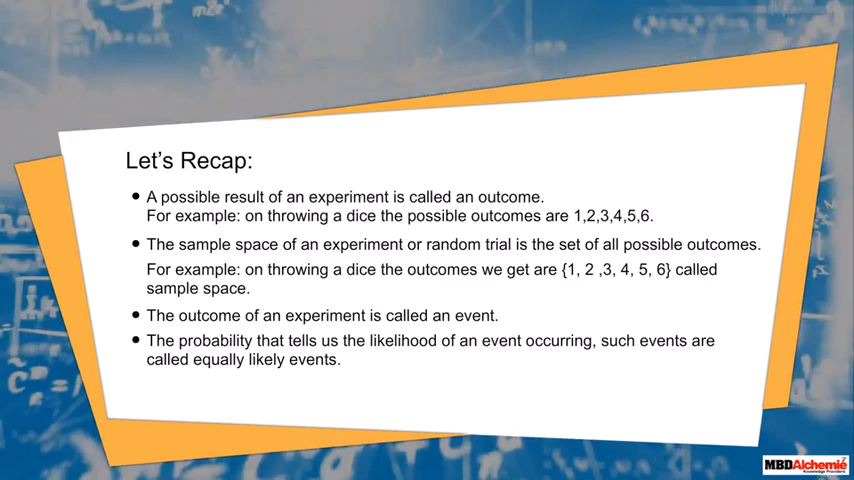 Let's Recap:
A possible result of an experiment is called an outcome.
For example: on throwing a dice the possible outcomes are 1,2,3,4,5,6.
The sample space of an experiment or random trial is the set of all possible outcomes.
For example: on throwing a dice the outcomes we get are {1, 2 ,3, 4, 5, 6} called
sample space.
The outcome of an experiment is called an event.
The probability that tells us the likelihood of an event occurring, such events are
called equally likely events.
MBDAlchemie
Knowledge Providers